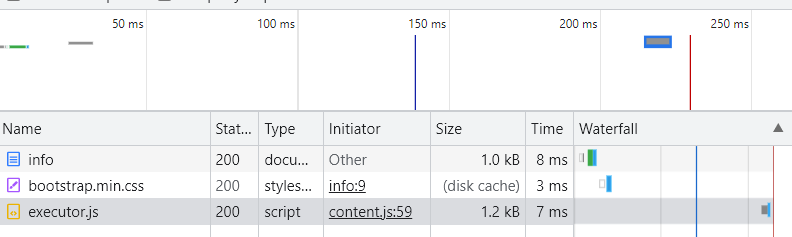 50 ms 100 ms 150 ms 200 ms 250 ms
Name Stat... Type Initiator Size Time Waterfall
info 200 docu... Other 1.0 kB 8 ms
bootstrap.min.css 200 styles... info:9 (disk cache) 3 ms
executor.js 200 script content.js:59 1.2 kB 7 ms